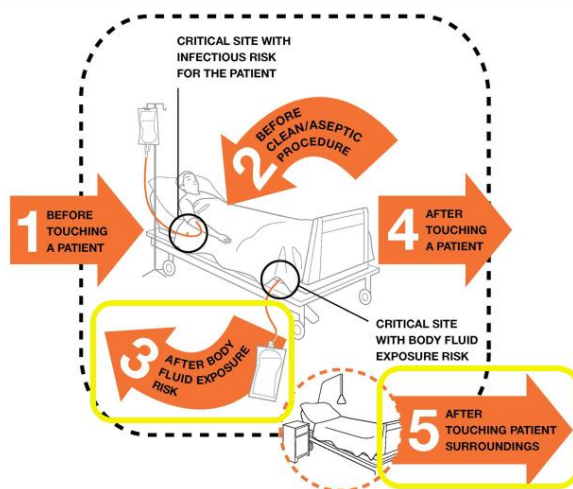 CRITICAL SITE WITH
INFECTIOUS RISK
FOR THE PATIENT
2 BEFORE
CLEAN/ASEPTIC
PROCEDURE
1 BEFORE
TOUCHING
A PATIENT
4 AFTER
TOUCHING
A PATIENT
CRITICAL SITE
WITH BODY FLUID
EXPOSURE RISK
3 AFTER BODY
FLUID EXPOSURE
RISK
5 AFTER
TOUCHING PATIENT
SURROUNDINGS